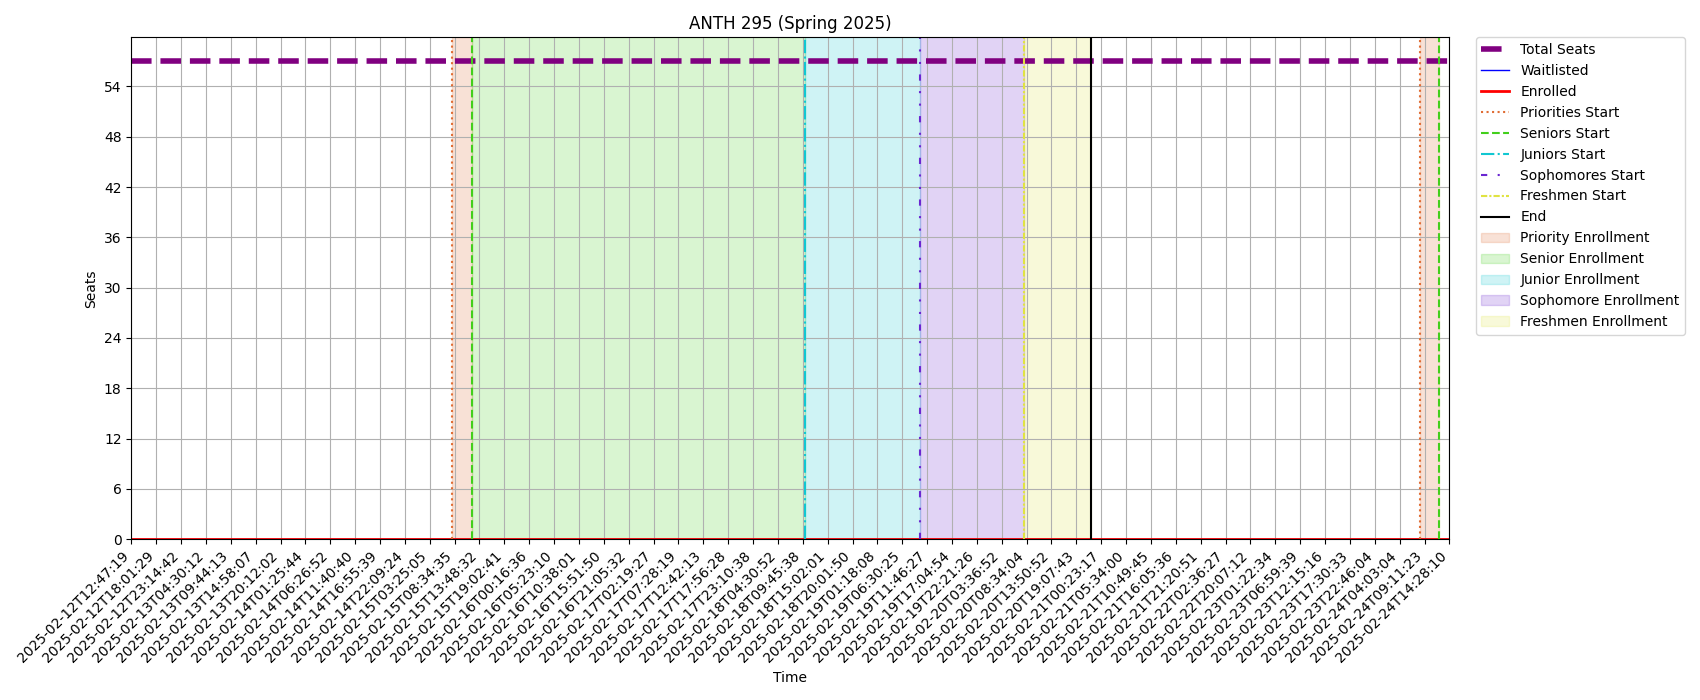 ANTH 295 (Spring 2025)
Seats
54
48
42
36
30
24
18
12
6
0
2025-02-12T12:47:19
2025-02-12T18:01:29
2025-02-12T23:14:42
2025-02-13T04:30:12
2025-02-13T09:44:13
2025-02-13T14:58:07
2025-02-13T20:12:02
2025-02-14T01:25:44
2025-02-14T06:26:52
2025-02-14T11:40:40
2025-02-14T16:55:39
2025-02-14T22:09:24
2025-02-15T03:25:05
2025-02-15T08:34:35
2025-02-15T13:48:32
2025-02-15T19:02:41
2025-02-16T00:16:36
2025-02-16T05:23:10
2025-02-16T10:38:01
2025-02-16T15:51:50
2025-02-16T21:05:32
2025-02-17T02:19:27
2025-02-17T07:28:19
2025-02-17T12:42:13
2025-02-17T17:56:28
2025-02-17T23:10:38
2025-02-18T04:30:52
2025-02-18T09:45:38
2025-02-18T15:02:01
2025-02-18T20:01:50
2025-02-19T01:18:05
2025-02-19T06:30:25
2025-02-19T11:46:27
2025-02-19T17:04:54
2025-02-19T22:21:26
2025-02-20T03:36:52
2025-02-20T08:34:04
2025-02-20T13:50:52
2025-02-20T19:07:43
2025-02-21T00:23:17
2025-02-21T05:34:00
2025-02-21T10:49:45
2025-02-21T16:05:36
2025-02-21T21:20:51
2025-02-22T02:36:27
2025-02-22T20:07:12
2025-02-23T01:22:34
2025-02-23T06:59:39
2025-02-23T12:15:16
2025-02-23T17:30:33
2025-02-23T22:46:04
2025-02-24T04:03:04
2025-02-24T09:11:23
2025-02-24T14:28:10
Time
Total Seats
Waitlisted
Enrolled
Priorities Start
Seniors Start
Juniors Start
Sophomores Start
Freshmen Start
End
Priority Enrollment
Senior Enrollment
Junior Enrollment
Sophomore Enrollment
Freshmen Enrollment